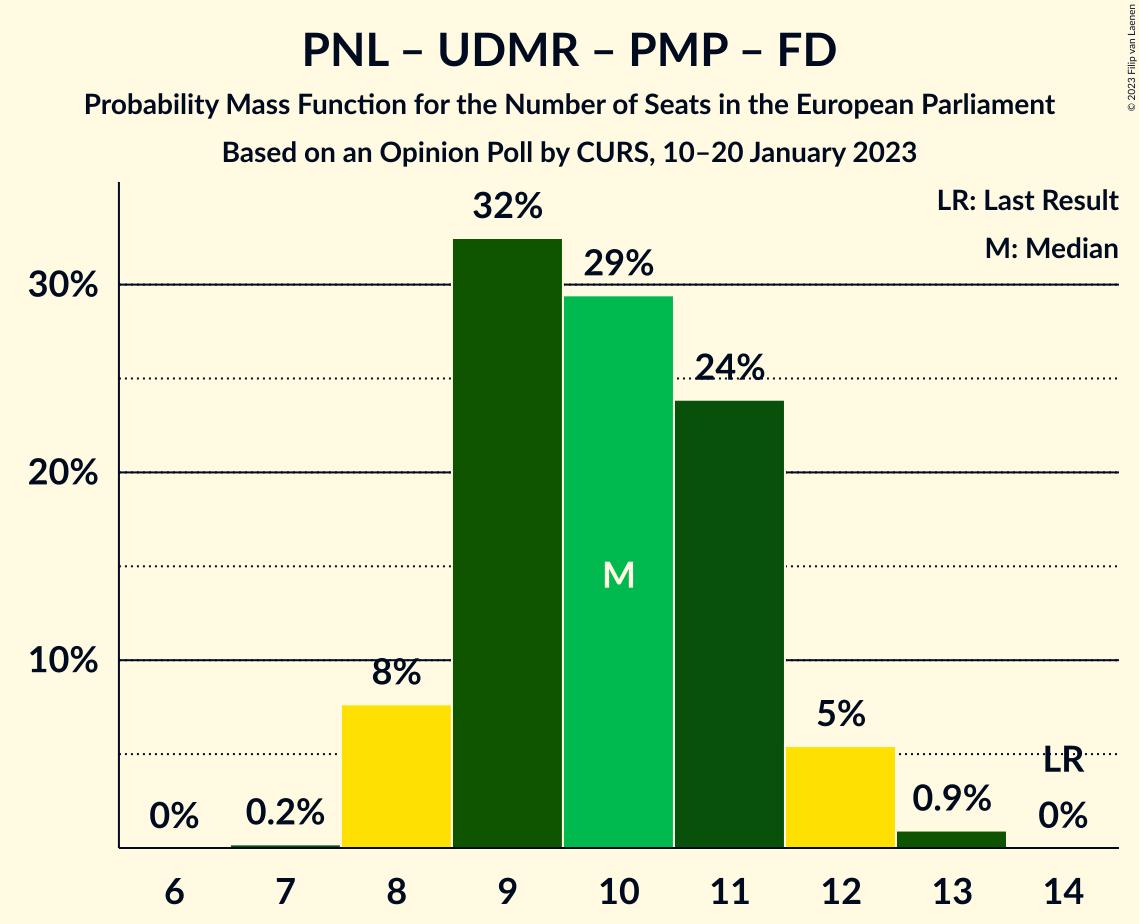 PNL – UDMR – PMP – FD
Probability Mass Function for the Number of Seats in the European Parliament
Based on an Opinion Poll by CURS, 10–20 January 2023
© 2023 Filip van Laenen
LR: Last Result
M: Median
32%
29%
30%
24%
20%
M
10%
8%
5%
LR
0%
0.2%
0.9%
0%
6 7 8 9 10 11 12 13 14